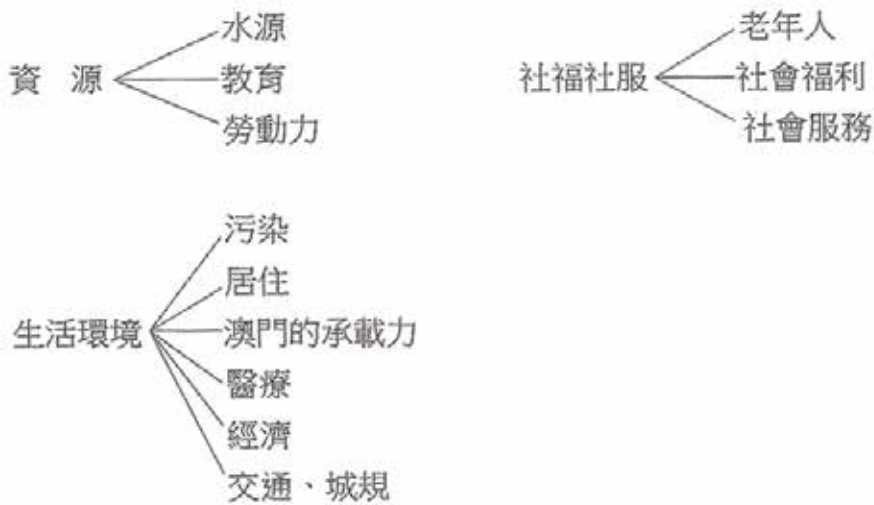 資 源
水源
教育
勞動力
社福社服
老年人
社會福利
社會服務
生活環境
污染
居住
澳門的承載力
醫療
經濟
交通、城規